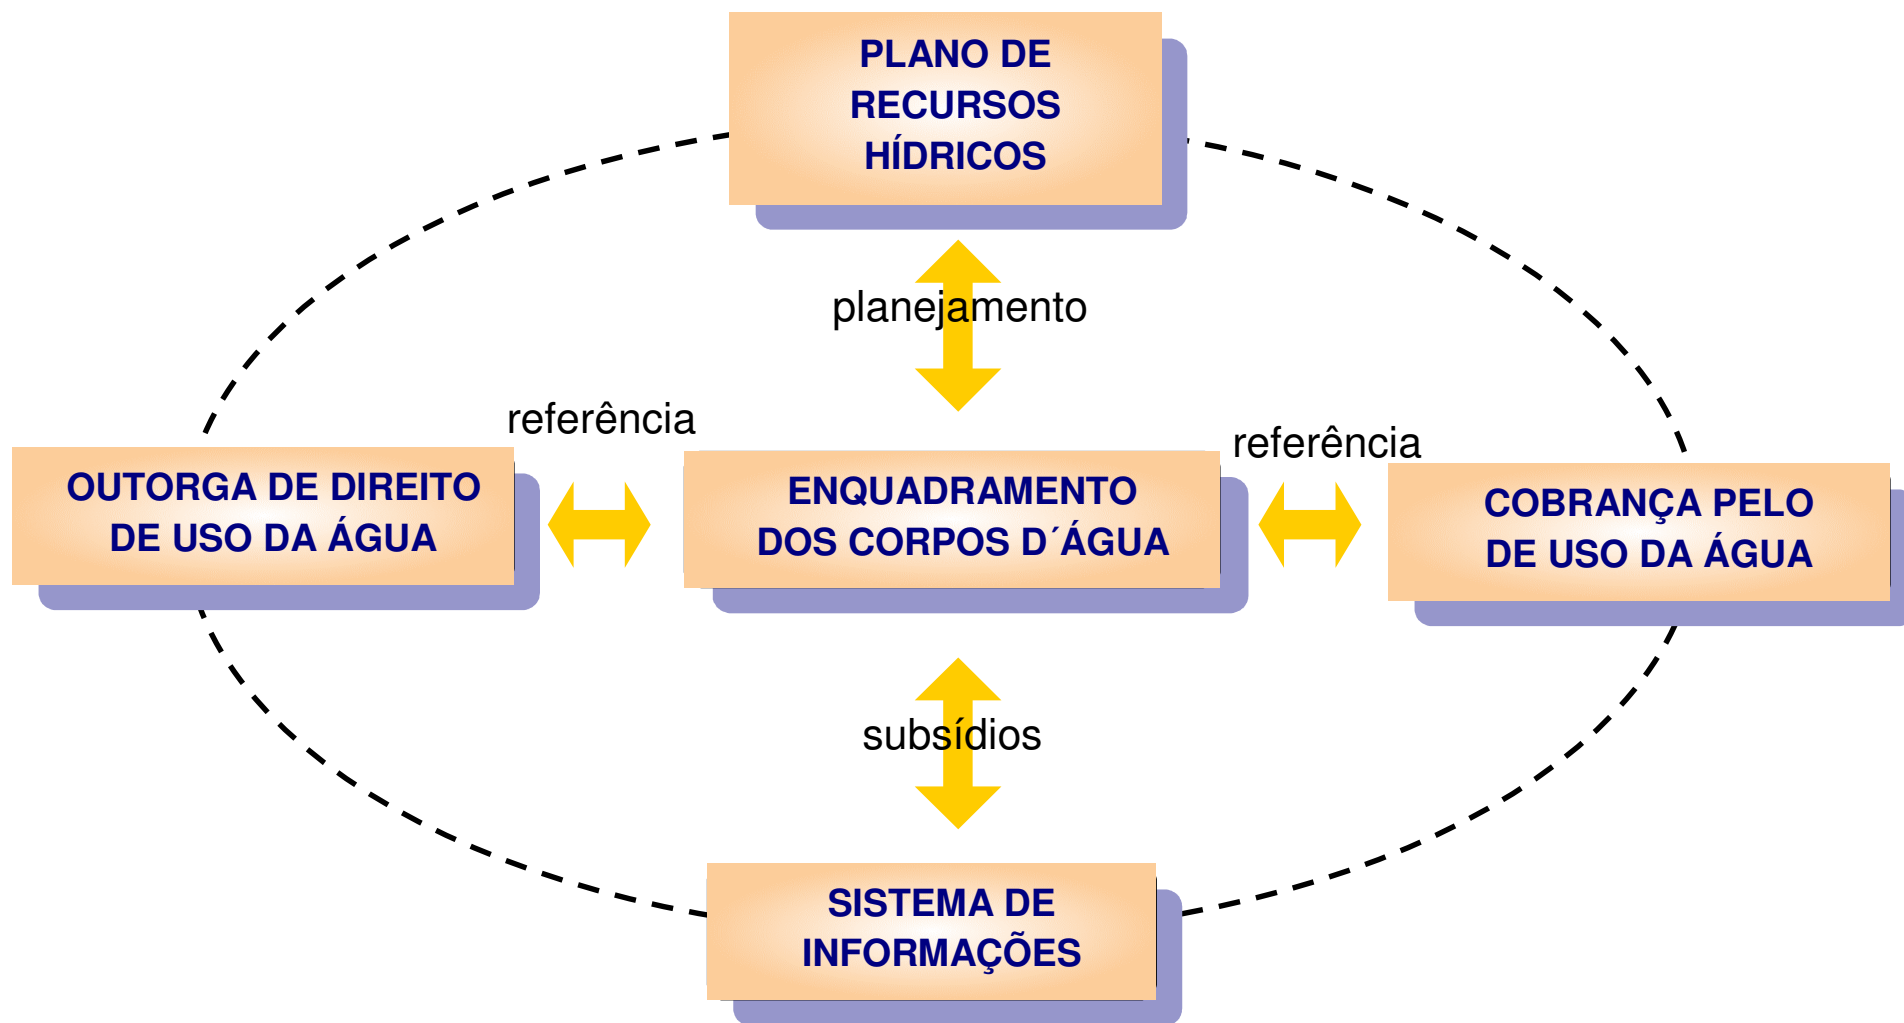 PLANO DE
RECURSOS
HÍDRICOS
planejamento
referência
referência
OUTORGA DE DIREITO
DE USO DA ÁGUA
ENQUADRAMENTO
DOS CORPOS D´ÁGUA
COBRANÇA PELO
DE USO DA ÁGUA
subsídios
SISTEMA DE
INFORMAÇÕES